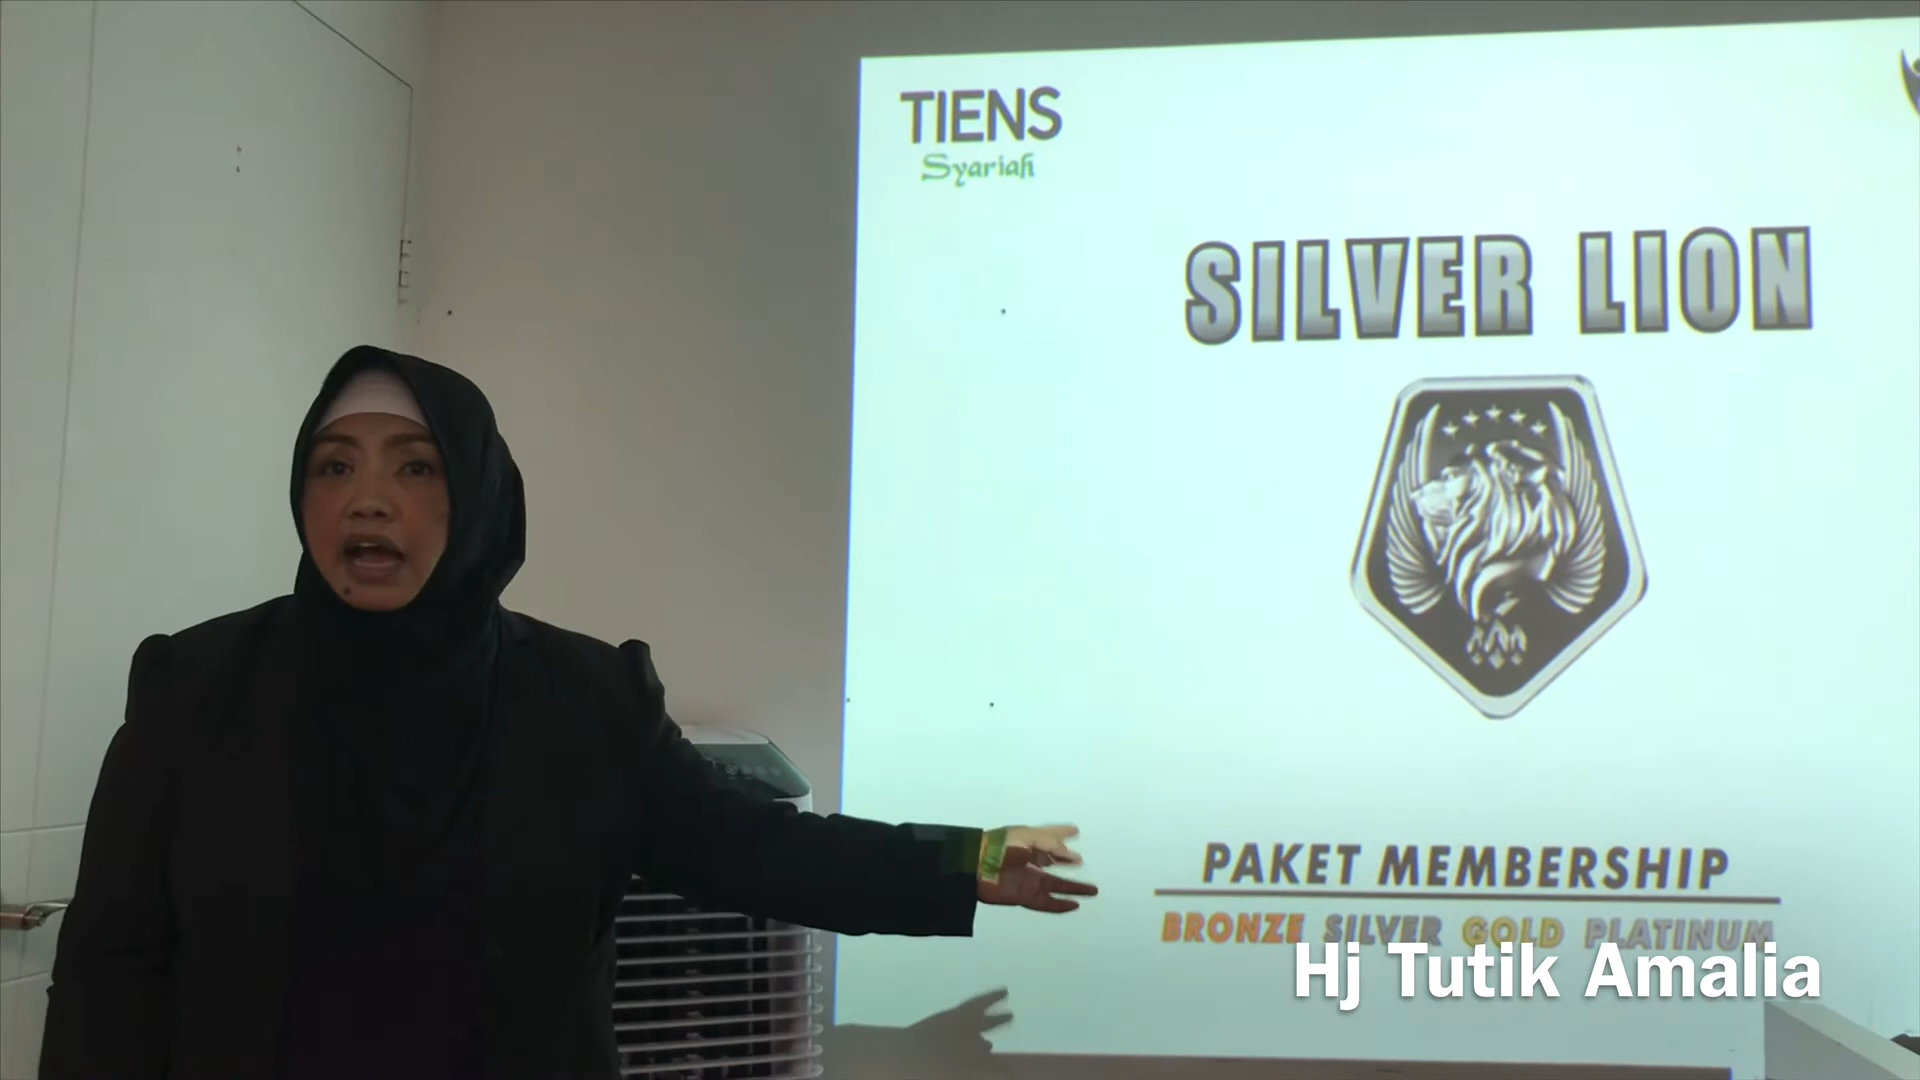 TIENS
Syariah
SILVER LION
PAKET MEMBERSHIP
BRONZE SILVER GOLD PLATINUM
Hj Tutik Amalia